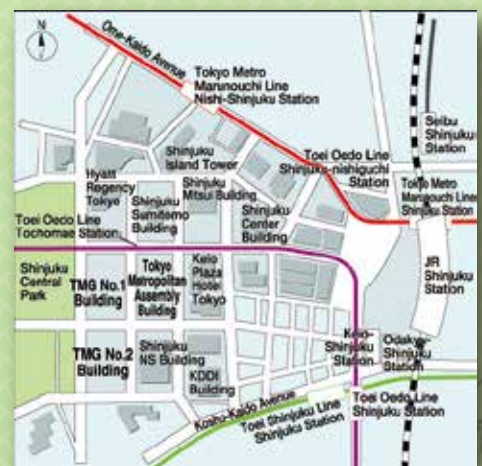 N
Ome-Kaido Avenue
Tokyo Metro
Marunouchi Line
Nishi-Shinjuku Station
Seibu
Shinjuku
Station
Shinjuku
Island Tower
Toei Oedo Line
Shinjuku-nishiguchi
Station
Hyatt
Regency
Tokyo
Shinjuku
Sumitomo
Building
Shinjuku
Mitsui Building
Shinjuku
Center
Building
Tokyo Metro
Marunouchi Line
Shinjuku Station
Toei Oedo Line
Tochomae Station
Shinjuku
Central
Park
TMG No.1
Building
Tokyo
Metropolitan
Assembly
Building
Keio
Plaza
Hotel
Tokyo
JR
Shinjuku
Station
TMG No.2
Building
Shinjuku
NS Building
KDDI
Building
Keio-
Shinjuku
Station
Odakyu
Shinjuku
Station
Koshu-Kaido Avenue
Toei Shinjuku Line
Shinjuku Station
Toei Oedo Line
Shinjuku Station